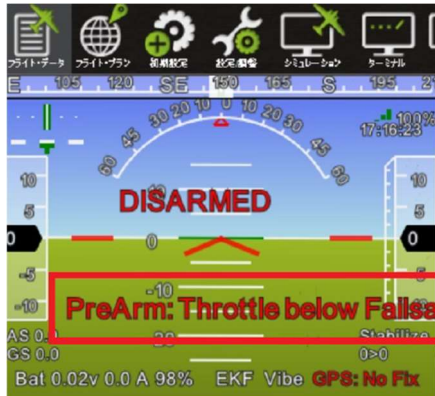 フライト・データ フライト・プラン 初期設定 設定/調整 シミュレーション ターミナル
E 105 120 SE 150 165 S 195 2
60 45 30 20 10 0 10 20 30 45 60
100%
17:16:23
10 10
DISARMED
5 5
0 0 0
-5 -5
-10 -10
PreArm: Throttle below Failsa
AS 0.0 -20 Stabilize
GS 0.0 0>0
Bat 0.02v 0.0 A 98% EKF Vibe GPS: No Fix